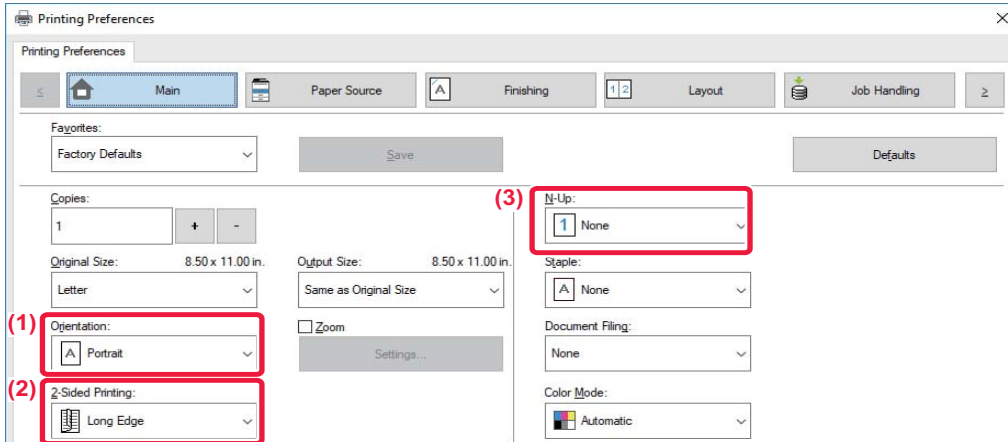 Printing Preferences
Printing Preferences
< Main Paper Source A Finishing 1 2 Layout Job Handling >
Favorites:
Factory Defaults Save Defaults
Copies: (3) N-Up:
1 + - 1 None
Original Size: 8.50 x 11.00 in. Output Size: 8.50 x 11.00 in. Staple:
Letter Same as Original Size A None
(1) Orientation: Zoom Document Filing:
A Portrait Settings... None
(2) 2-Sided Printing: Color Mode:
Long Edge Automatic